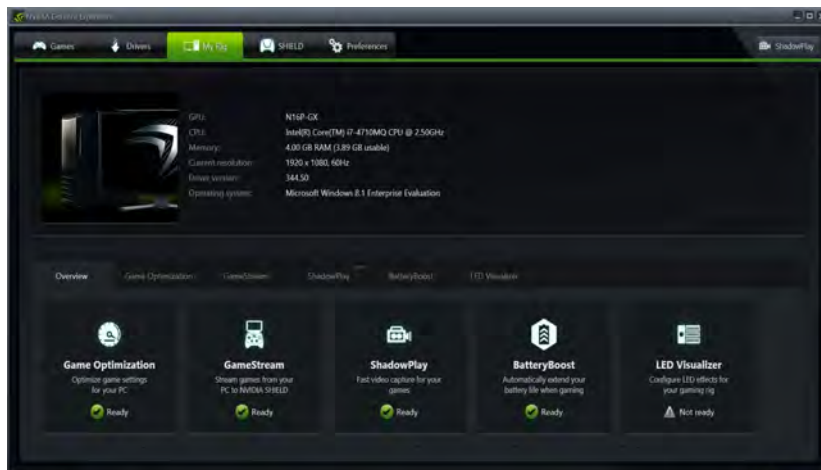 NVIDIA GeForce Experience
Games Drivers My Rig SHIELD Preferences ShadowPlay
GPU: N16P-GX
CPU: Intel(R) Core(TM) i7-4710MQ CPU @ 2.50GHz
Memory: 4.00 GB RAM (3.89 GB usable)
Current resolution: 1920 x 1080, 60Hz
Driver version: 344.50
Operating system: Microsoft Windows 8.1 Enterprise Evaluation
Overview Game Optimization GameStream ShadowPlay BatteryBoost LED Visualizer
Game Optimization
Optimize game settings
for your PC
Ready
GameStream
Stream games from your
PC to NVIDIA SHIELD
Ready
ShadowPlay
Fast video capture for your
games
Ready
BatteryBoost
Automatically extend your
battery life when gaming
Ready
LED Visualizer
Configure LED effects for
your gaming rig
Not ready